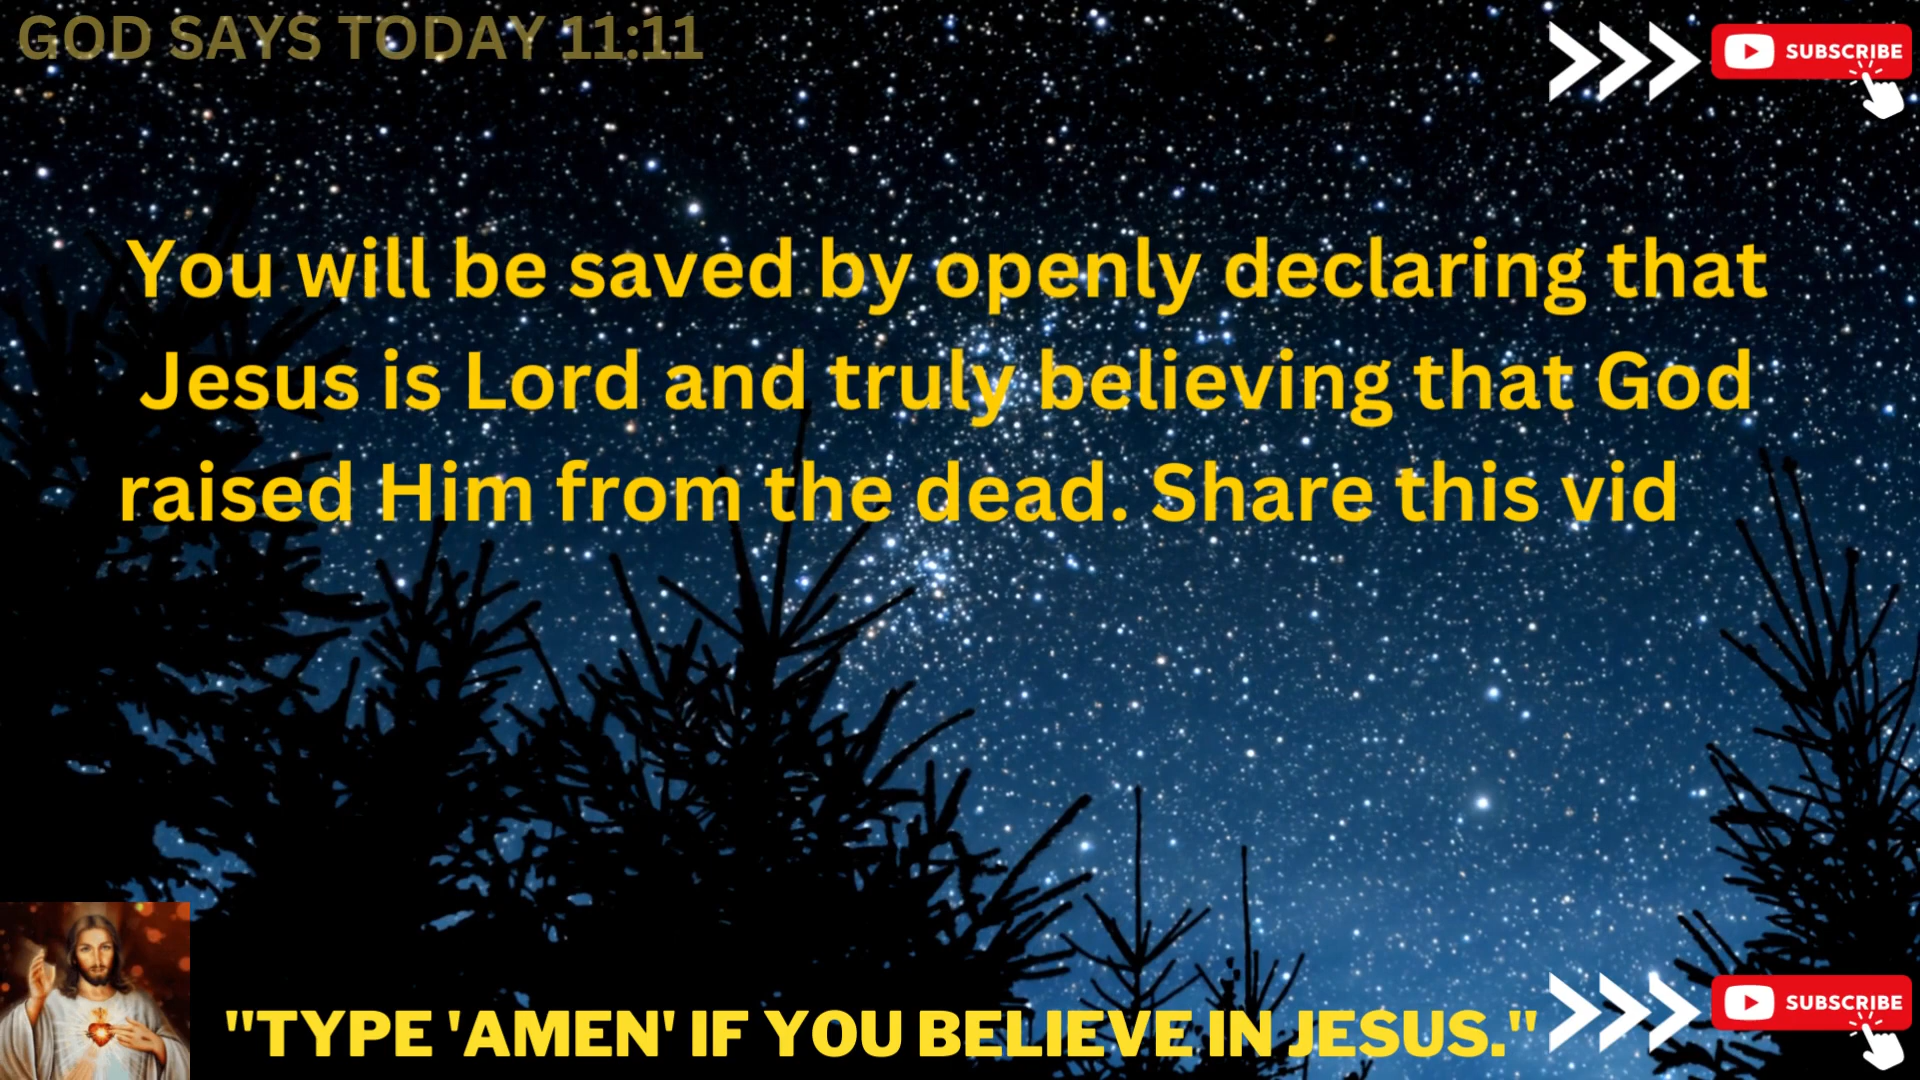 GOD SAYS TODAY 11:11
SUBSCRIBE
You will be saved by openly declaring that
Jesus is Lord and truly believing that God
raised Him from the dead. Share this vid
"TYPE 'AMEN' IF YOU BELIEVE IN JESUS."
SUBSCRIBE